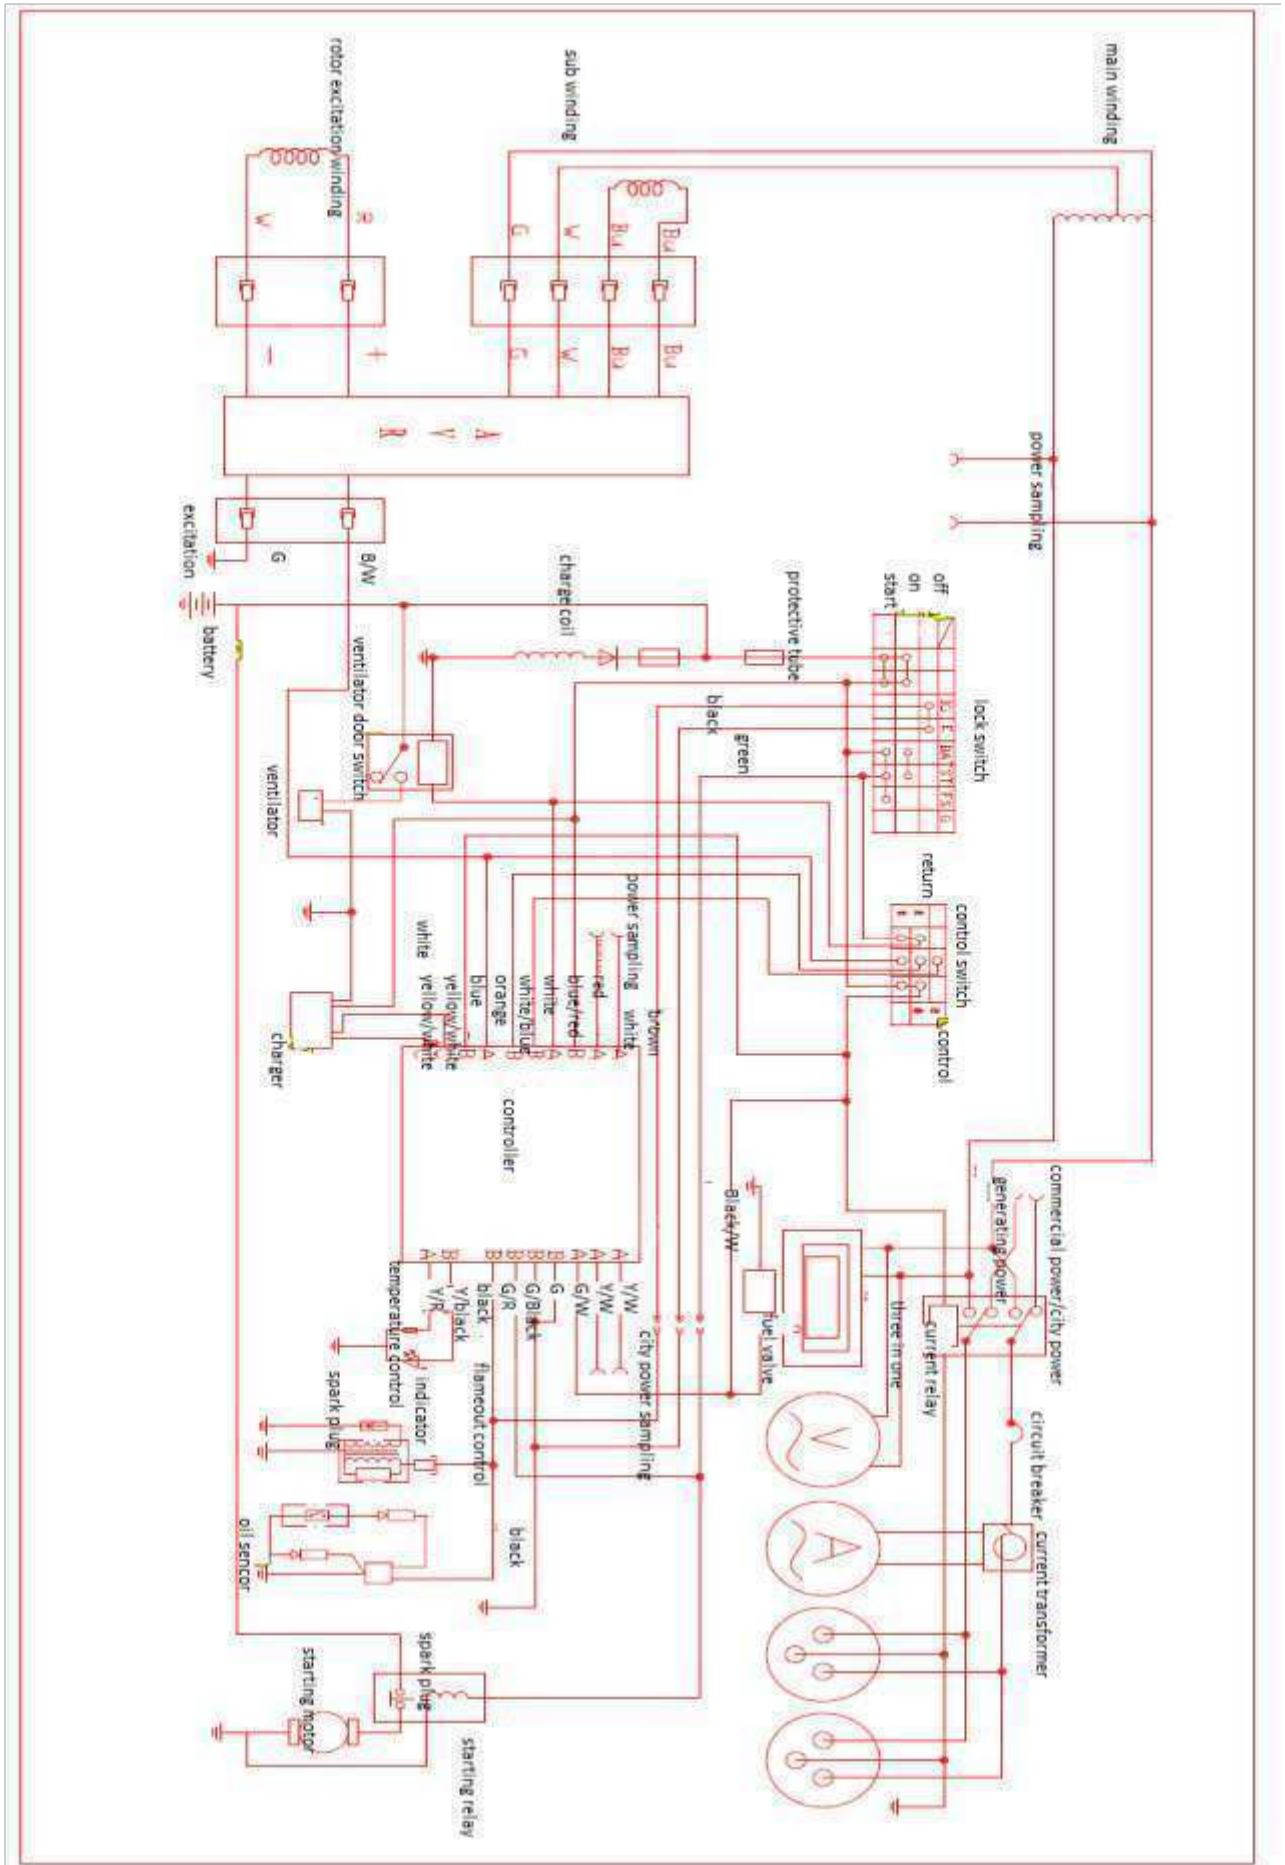 main winding
sub winding
rotor excitation winding
G
W
Bu
Bu
W
R
G
W
Bu
Bu
—
+
A V R
power sampling
excitation
G
B/W
battery
ventilator door switch
ventilator
charge coil
protective tube
off
on
start
lock switch
black
green
return
control switch
control
power sampling
white
yellow/white
yellow/white
blue
orange
white/blue
white
blue/red
red
white
brown
B
A
B
B
A
B
A
A
charger
controller
A
B
B
B
B
B
A
A
A
Y/R
Y/black
black
G/R
G/Black
G
G/W
Y/W
Y/W
temperature control
indicator
flameout control
city power sampling
Black/W
fuel valve
three in one
generating power
commercial power/city power
current relay
circuit breaker
current transformer
V
A
spark plug
oil sencor
black
starting motor
spark plug
starting relay